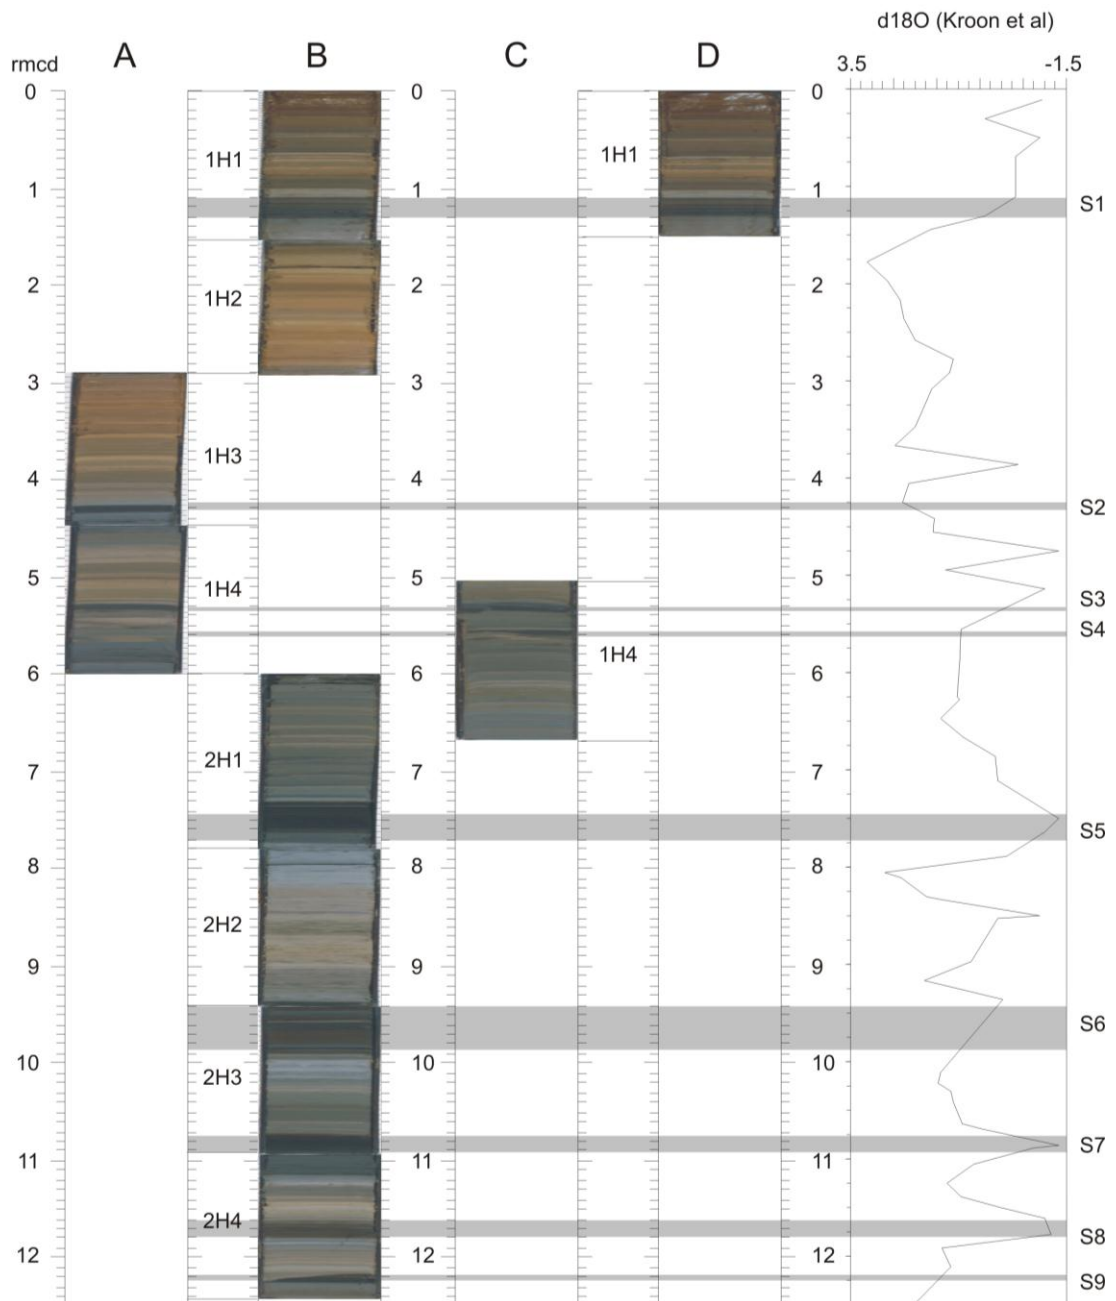 d18O (Kroon et al)
A B C D
rmcd 3.5 -1.5
0 0 0
1H1 1H1
1 1 1
S1
2 1H2 2 2
3 3 3
1H3
4 4 4
S2
5 5 5
1H4 S3
S4
1H4
6 6 6
2H1
7 7 7
S5
8 8 8
2H2
9 9 9
S6
10 10 10
2H3
S7
11 11 11
2H4
S8
12 12 12
S9